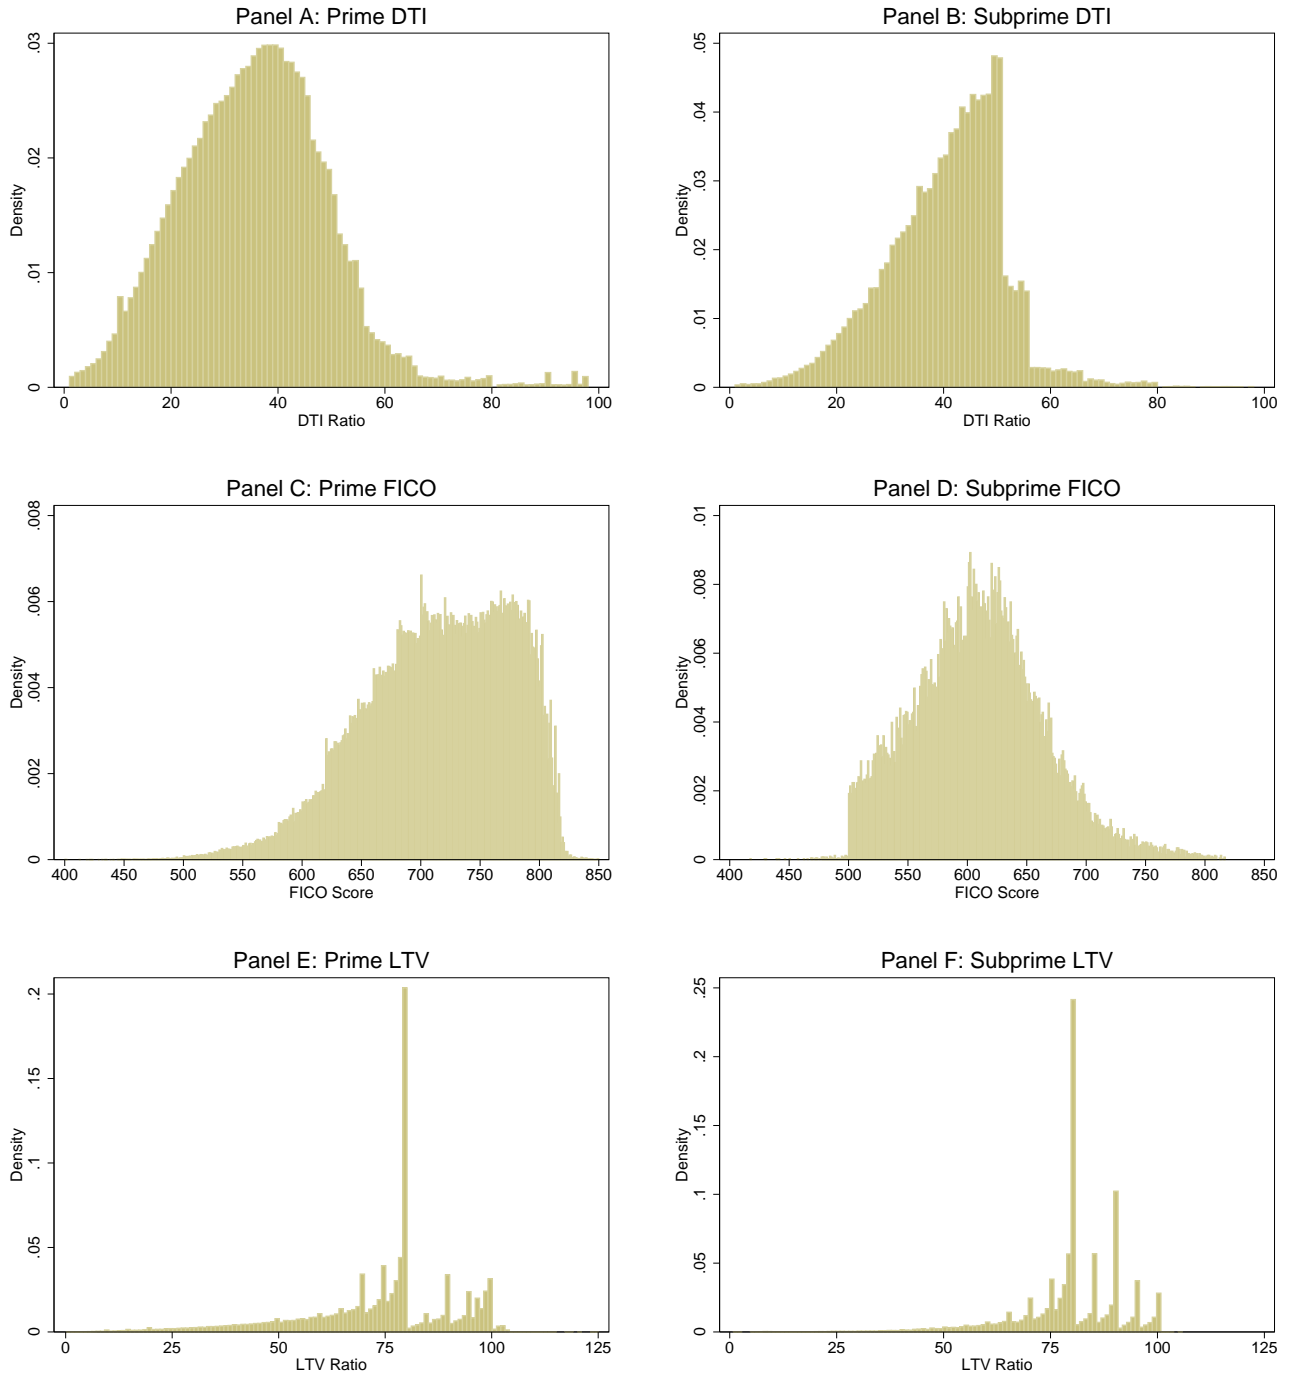 Panel A: Prime DTI
Density
0 .01 .02 .03
0 20 40 60 80 100
DTI Ratio
Panel B: Subprime DTI
Density
0 .01 .02 .03 .04 .05
0 20 40 60 80 100
DTI Ratio
Panel C: Prime FICO
Density
0 .002 .004 .006 .008
400 450 500 550 600 650 700 750 800 850
FICO Score
Panel D: Subprime FICO
Density
0 .002 .004 .006 .008 .01
400 450 500 550 600 650 700 750 800 850
FICO Score
Panel E: Prime LTV
Density
0 .05 .1 .15 .2
0 25 50 75 100 125
LTV Ratio
Panel F: Subprime LTV
Density
0 .05 .1 .15 .2 .25
0 25 50 75 100 125
LTV Ratio